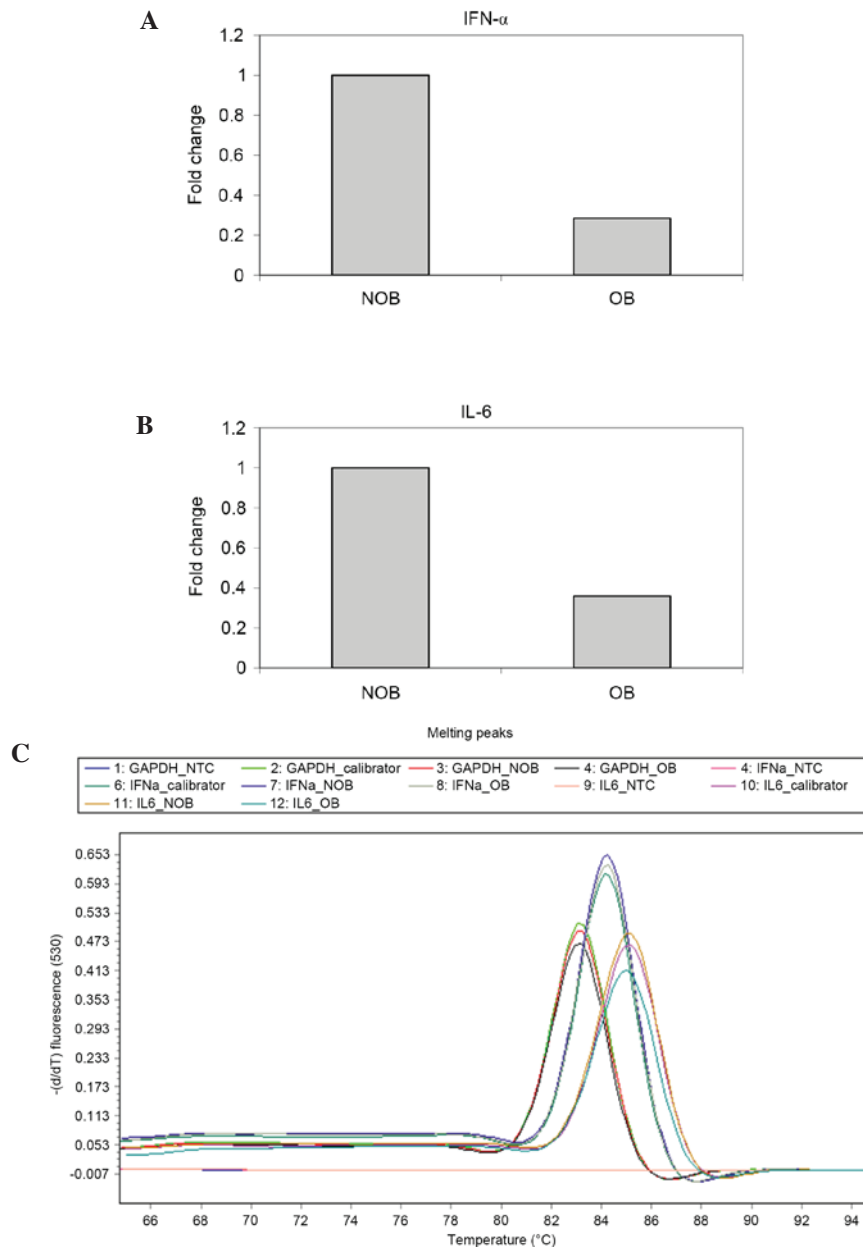 A
IFN-α
Fold change
1.2
1
0.8
0.6
0.4
0.2
0
NOB OB
B
IL-6
Fold change
1.2
1
0.8
0.6
0.4
0.2
0
NOB OB
C
Melting peaks
1: GAPDH_NTC 2: GAPDH_calibrator 3: GAPDH_NOB 4: GAPDH_OB 4: IFNa_NTC
6: IFNa_calibrator 7: IFNa_NOB 8: IFNa_OB 9: IL6_NTC 10: IL6_calibrator
11: IL6_NOB 12: IL6_OB
-(d/dT) fluorescence (530)
0.653
0.593
0.533
0.473
0.413
0.353
0.293
0.233
0.173
0.113
0.053
-0.007
66 68 70 72 74 76 78 80 82 84 86 88 90 92 94
Temperature (°C)